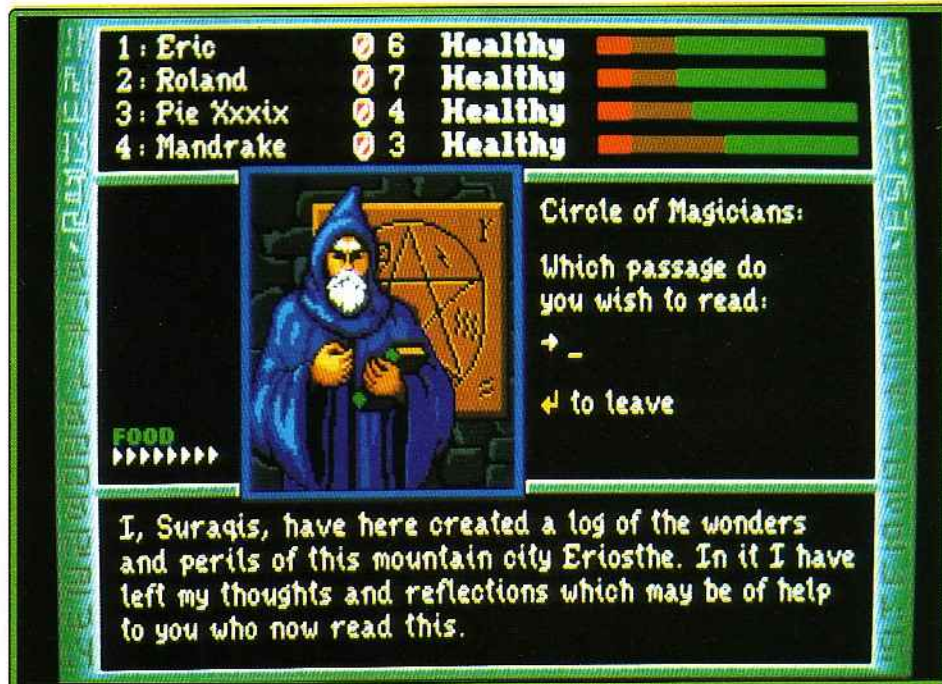 1: Eric 6 Healthy
2: Roland 7 Healthy
3: Pie Xxxix 4 Healthy
4: Mandrake 3 Healthy
Circle of Magicians:
Which passage do
you wish to read:
→ _
↵ to leave
FOOD
I, Suraqis, have here created a log of the wonders
and perils of this mountain city Eriosthe. In it I have
left my thoughts and reflections which may be of help
to you who now read this.